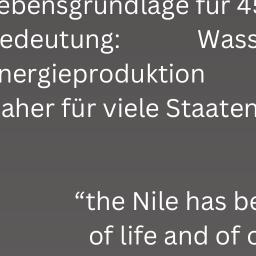 ebensgrundlage für 45
edeutung: Wass
nergieproduktion
aher für viele Staaten
“the Nile has be
of life and of c